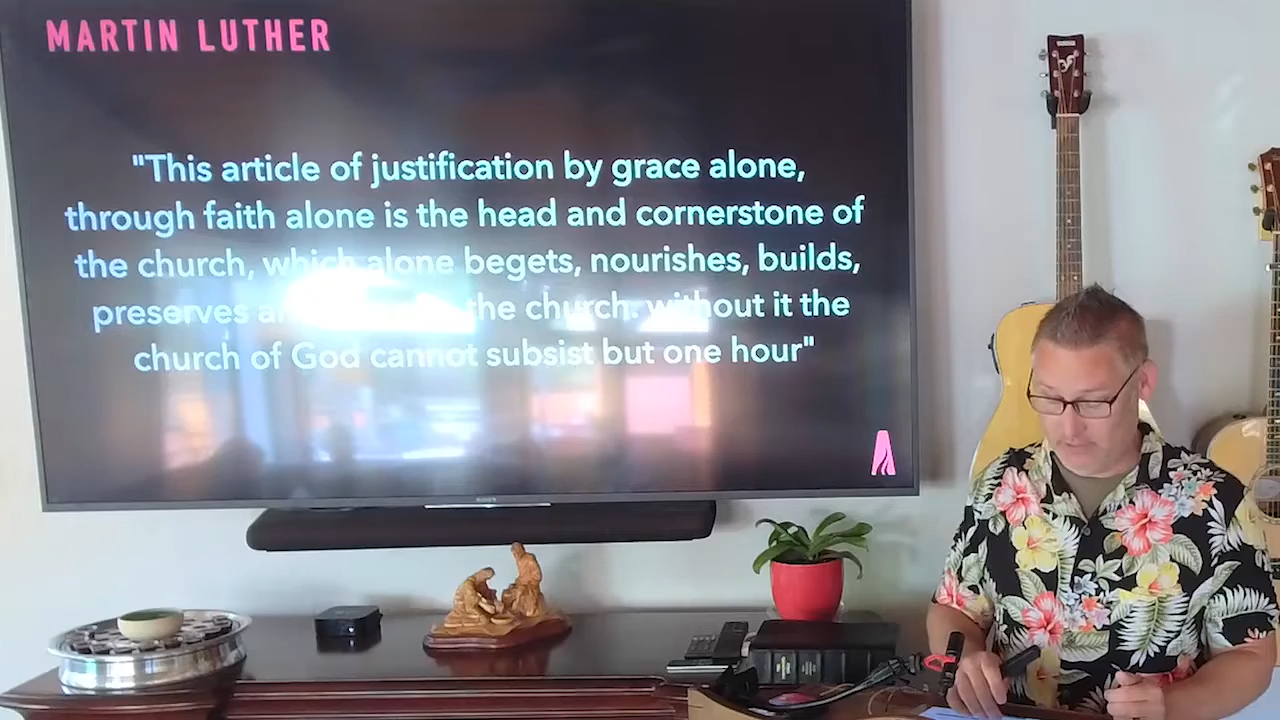 MARTIN LUTHER
"This article of justification by grace alone,
through faith alone is the head and cornerstone of
the church, which alone begets, nourishes, builds,
preserves the church. without it the
church of God cannot subsist but one hour"
SONY